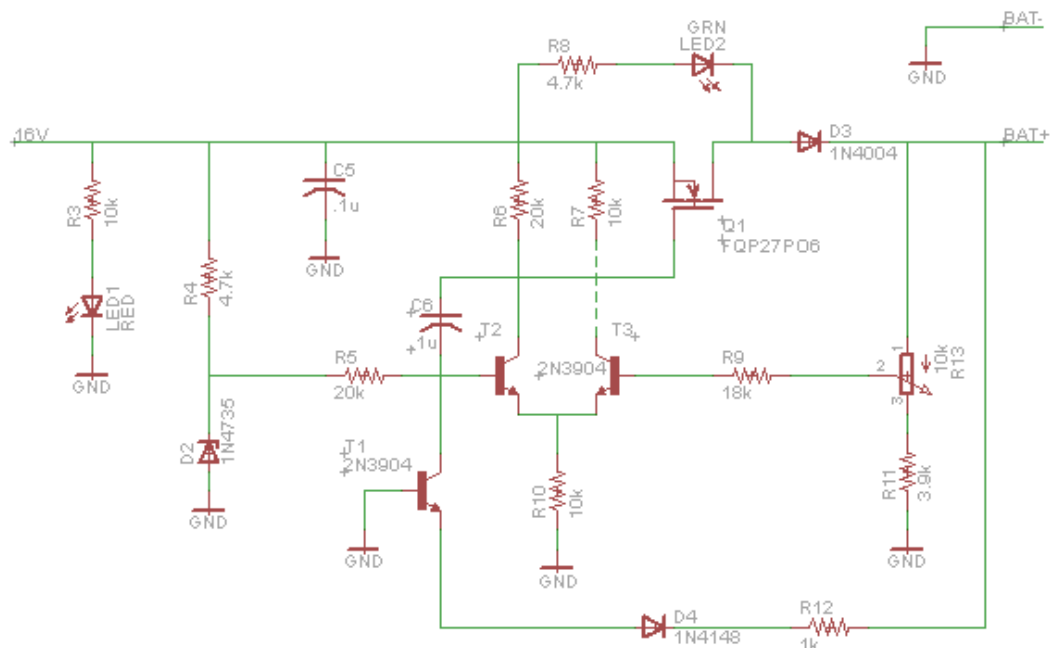 BAT-
GND
GRN
LED2
R8
4.7k
16V
D3
1N4004
BAT+
R3
10k
C5
.1u
GND
R6
20k
R7
10k
Q1
FQP27P06
R4
4.7k
LED1
RED
GND
C6
.1u
T2
T3
2N3904
R5
20k
R9
18k
1
2
3
10k
R13
D2
1N4735
GND
T1
2N3904
GND
R10
10k
GND
R11
3.9k
GND
D4
1N4148
R12
1k